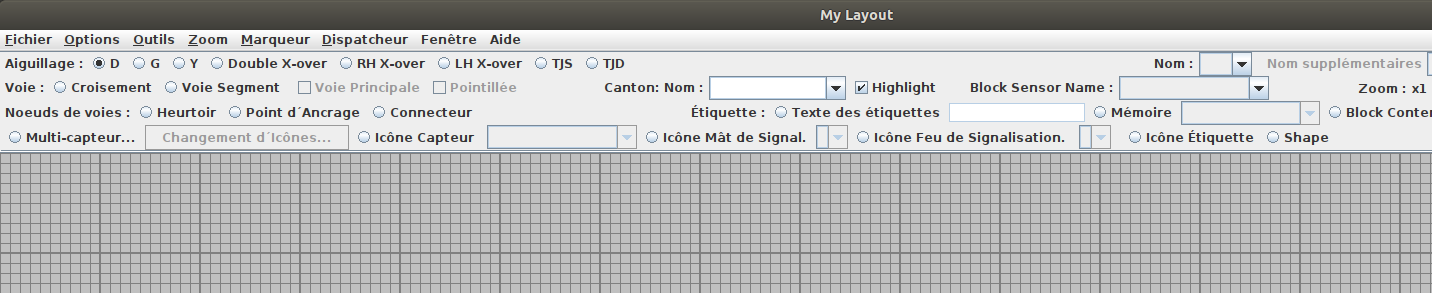 My Layout
Fichier Options Outils Zoom Marqueur Dispatcheur Fenêtre Aide
Aiguillage : D G Y Double X-over RH X-over LH X-over TJS TJD Nom : Nom supplémentaires
Voie : Croisement Voie Segment Voie Principale Pointillée Canton: Nom : Highlight Block Sensor Name : Zoom : x1
Noeuds de voies : Heurtoir Point d´Ancrage Connecteur Étiquette : Texte des étiquettes Mémoire Block Conte
Multi-capteur... Changement d´Icônes... Icône Capteur Icône Mât de Signal. Icône Feu de Signalisation. Icône Étiquette Shape